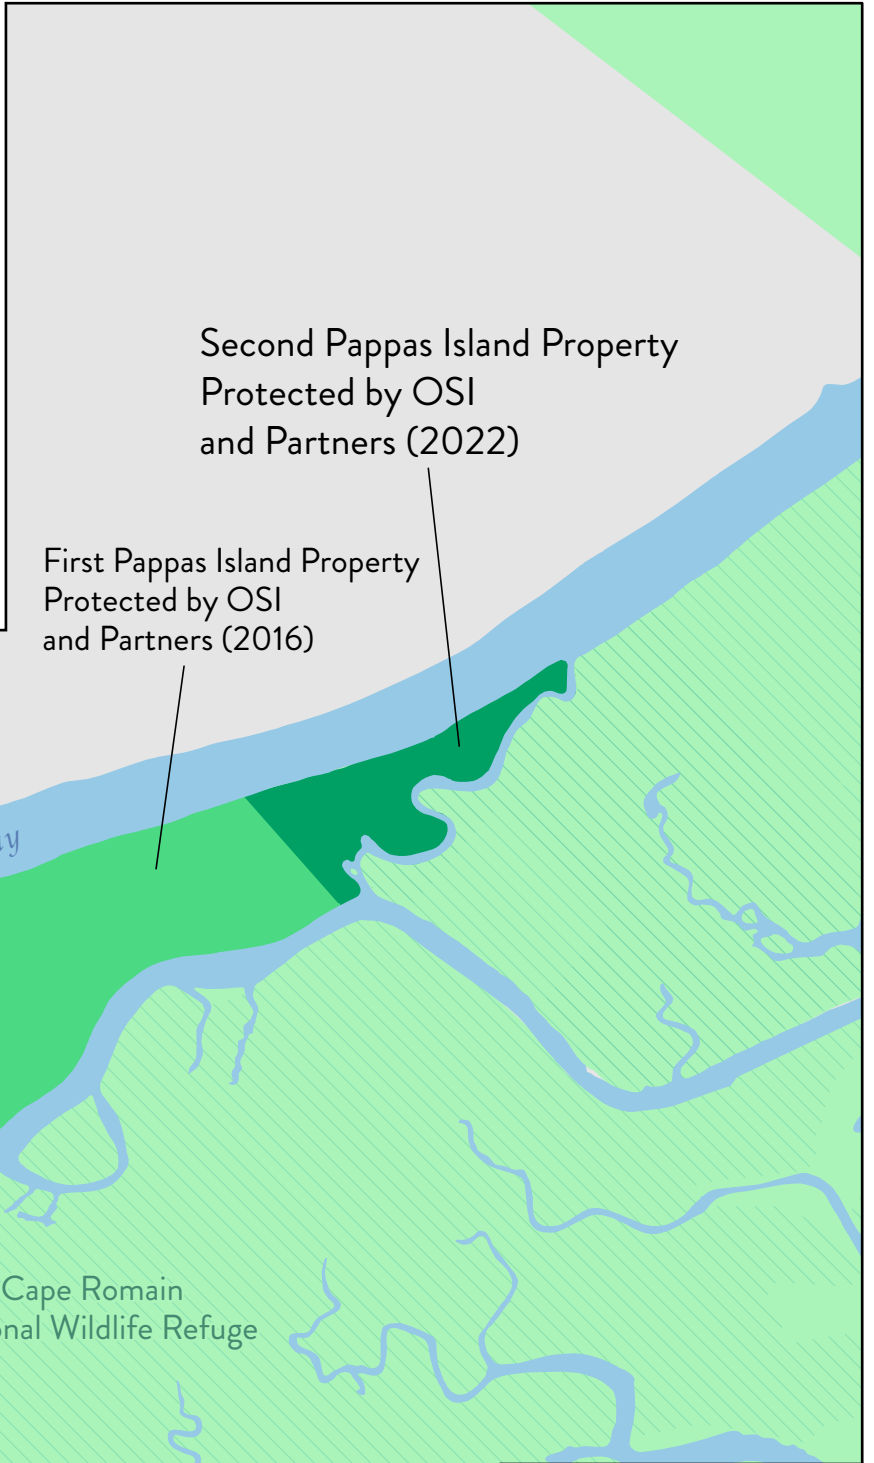 Second Pappas Island Property
Protected by OSI
and Partners (2022)
First Pappas Island Property
Protected by OSI
and Partners (2016)
Cape Romain
onal Wildlife Refuge